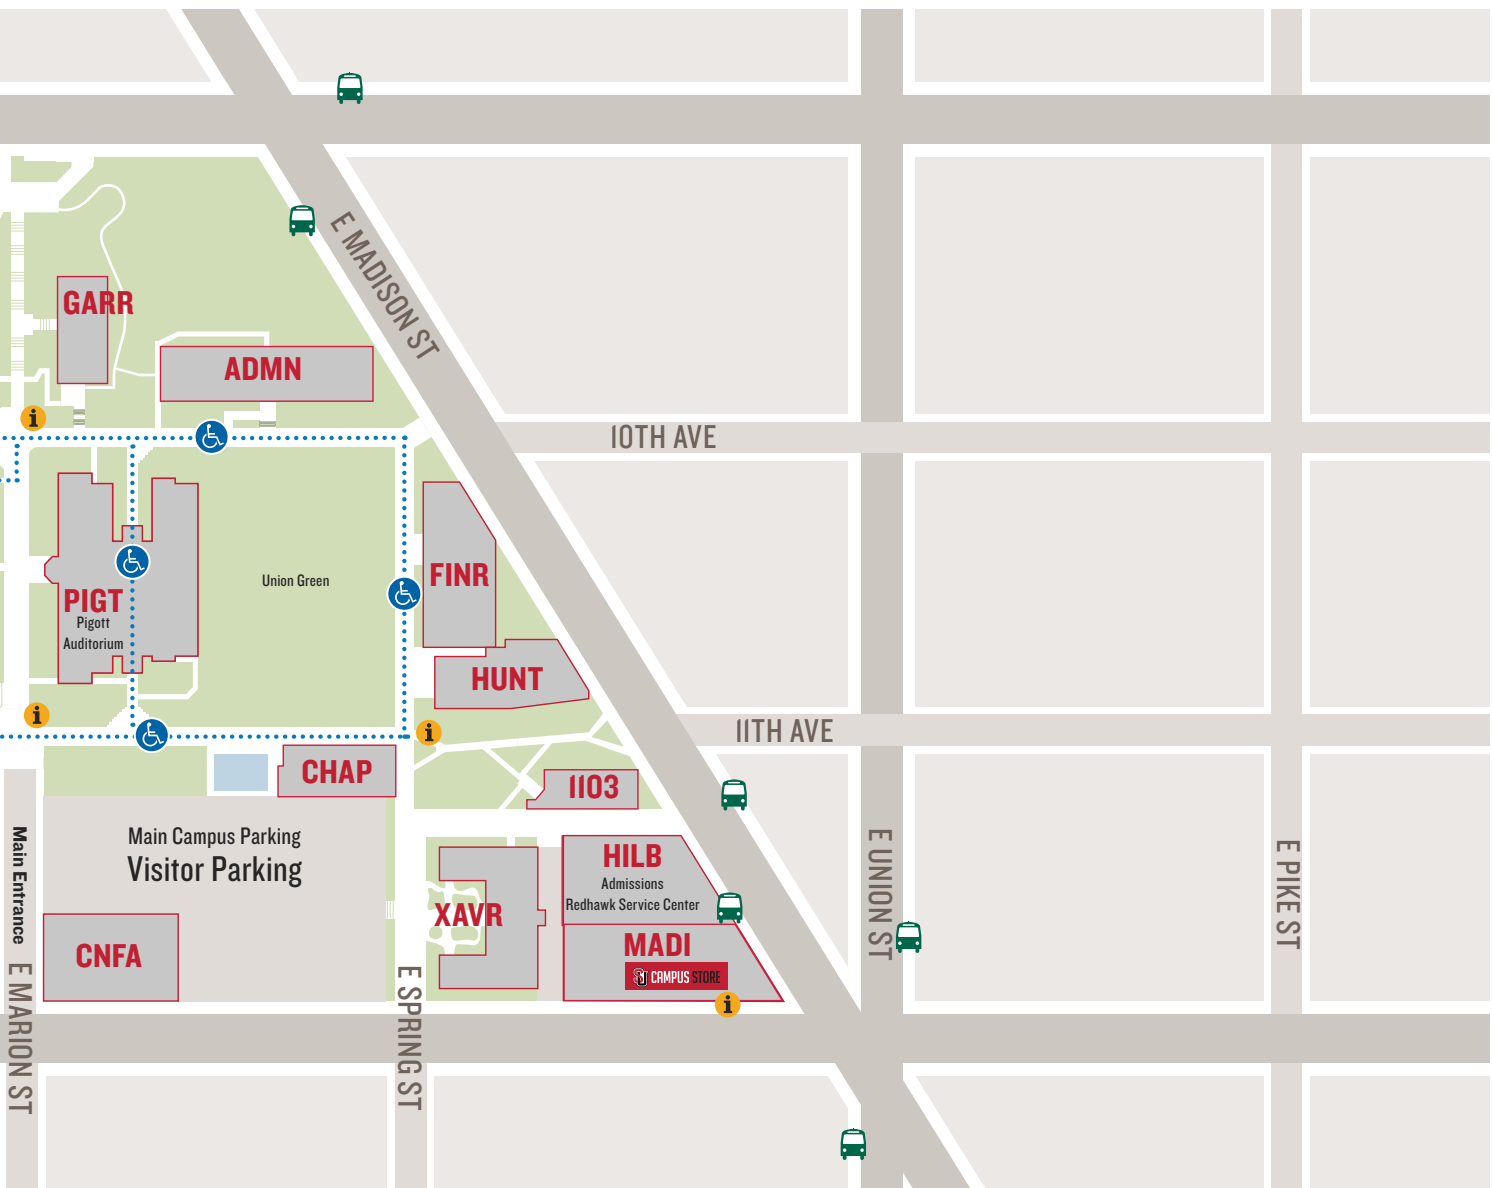 E MADISON ST
GARR
ADMN
10TH AVE
FINR
Union Green
PIGT
Pigott
Auditorium
HUNT
11TH AVE
CHAP
1103
Main Campus Parking
Visitor Parking
Main Entrance
HILB
Admissions
Redhawk Service Center
XAVR
MADI
SU CAMPUS STORE
CNFA
E MARION ST
E SPRING ST
E UNION ST
E PIKE ST
i
i
i
i